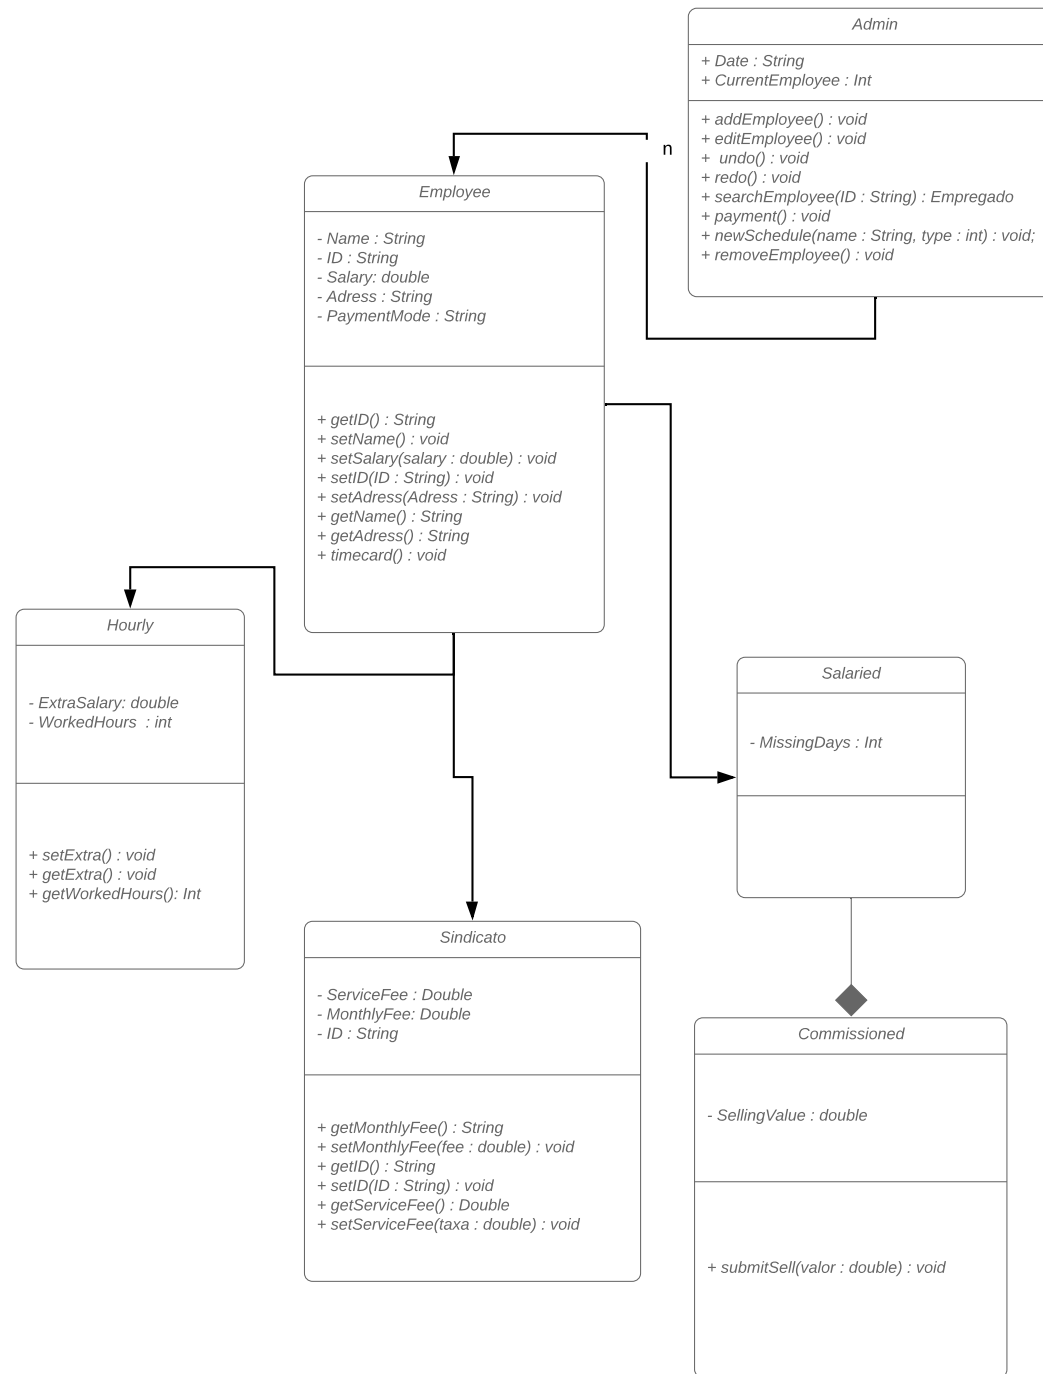 Admin
+ Date : String
+ CurrentEmployee : Int
+ addEmployee() : void
+ editEmployee() : void
+  undo() : void
+ redo() : void
+ searchEmployee(ID : String) : Empregado
+ payment() : void
+ newSchedule(name : String, type : int) : void;
+ removeEmployee() : void
n
Employee
- Name : String
- ID : String
- Salary: double
- Adress : String
- PaymentMode : String
+ getID() : String
+ setName() : void
+ setSalary(salary : double) : void
+ setID(ID : String) : void
+ setAdress(Adress : String) : void
+ getName() : String
+ getAdress() : String
+ timecard() : void
Hourly
- ExtraSalary: double
- WorkedHours  : int
+ setExtra() : void
+ getExtra() : void
+ getWorkedHours(): Int
Salaried
- MissingDays : Int
Sindicato
- ServiceFee : Double
- MonthlyFee: Double
- ID : String
+ getMonthlyFee() : String
+ setMonthlyFee(fee : double) : void
+ getID() : String
+ setID(ID : String) : void
+ getServiceFee() : Double
+ setServiceFee(taxa : double) : void
Commissioned
- SellingValue : double
+ submitSell(valor : double) : void